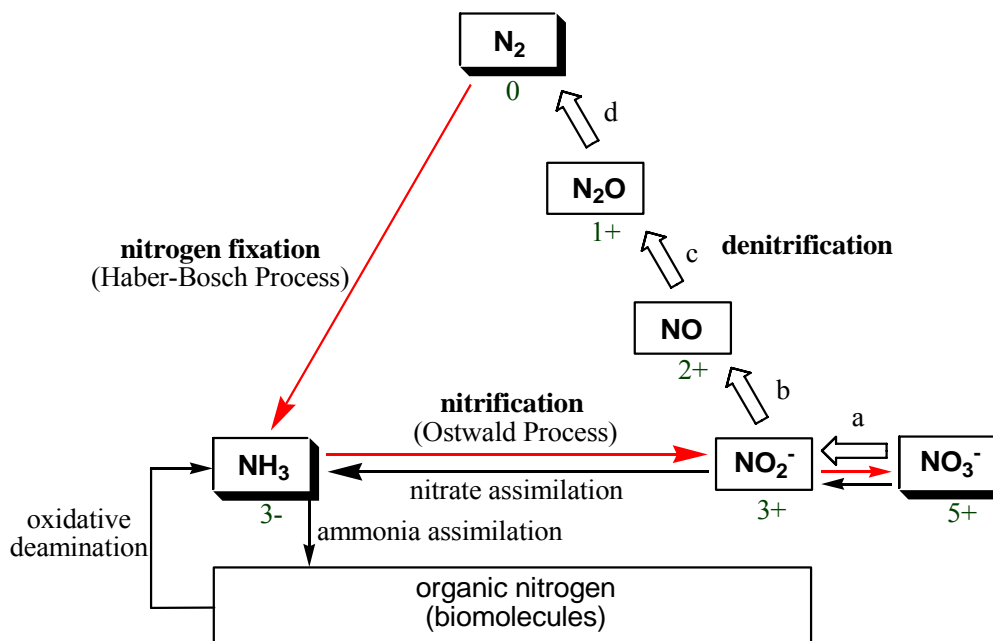 N₂
0
d
N₂O
1+
nitrogen fixation
(Haber-Bosch Process)
c
denitrification
NO
2+
b
nitrification
(Ostwald Process)
a
NH₃
NO₂⁻
NO₃⁻
nitrate assimilation
3-
3+
5+
oxidative
deamination
ammonia assimilation
organic nitrogen
(biomolecules)